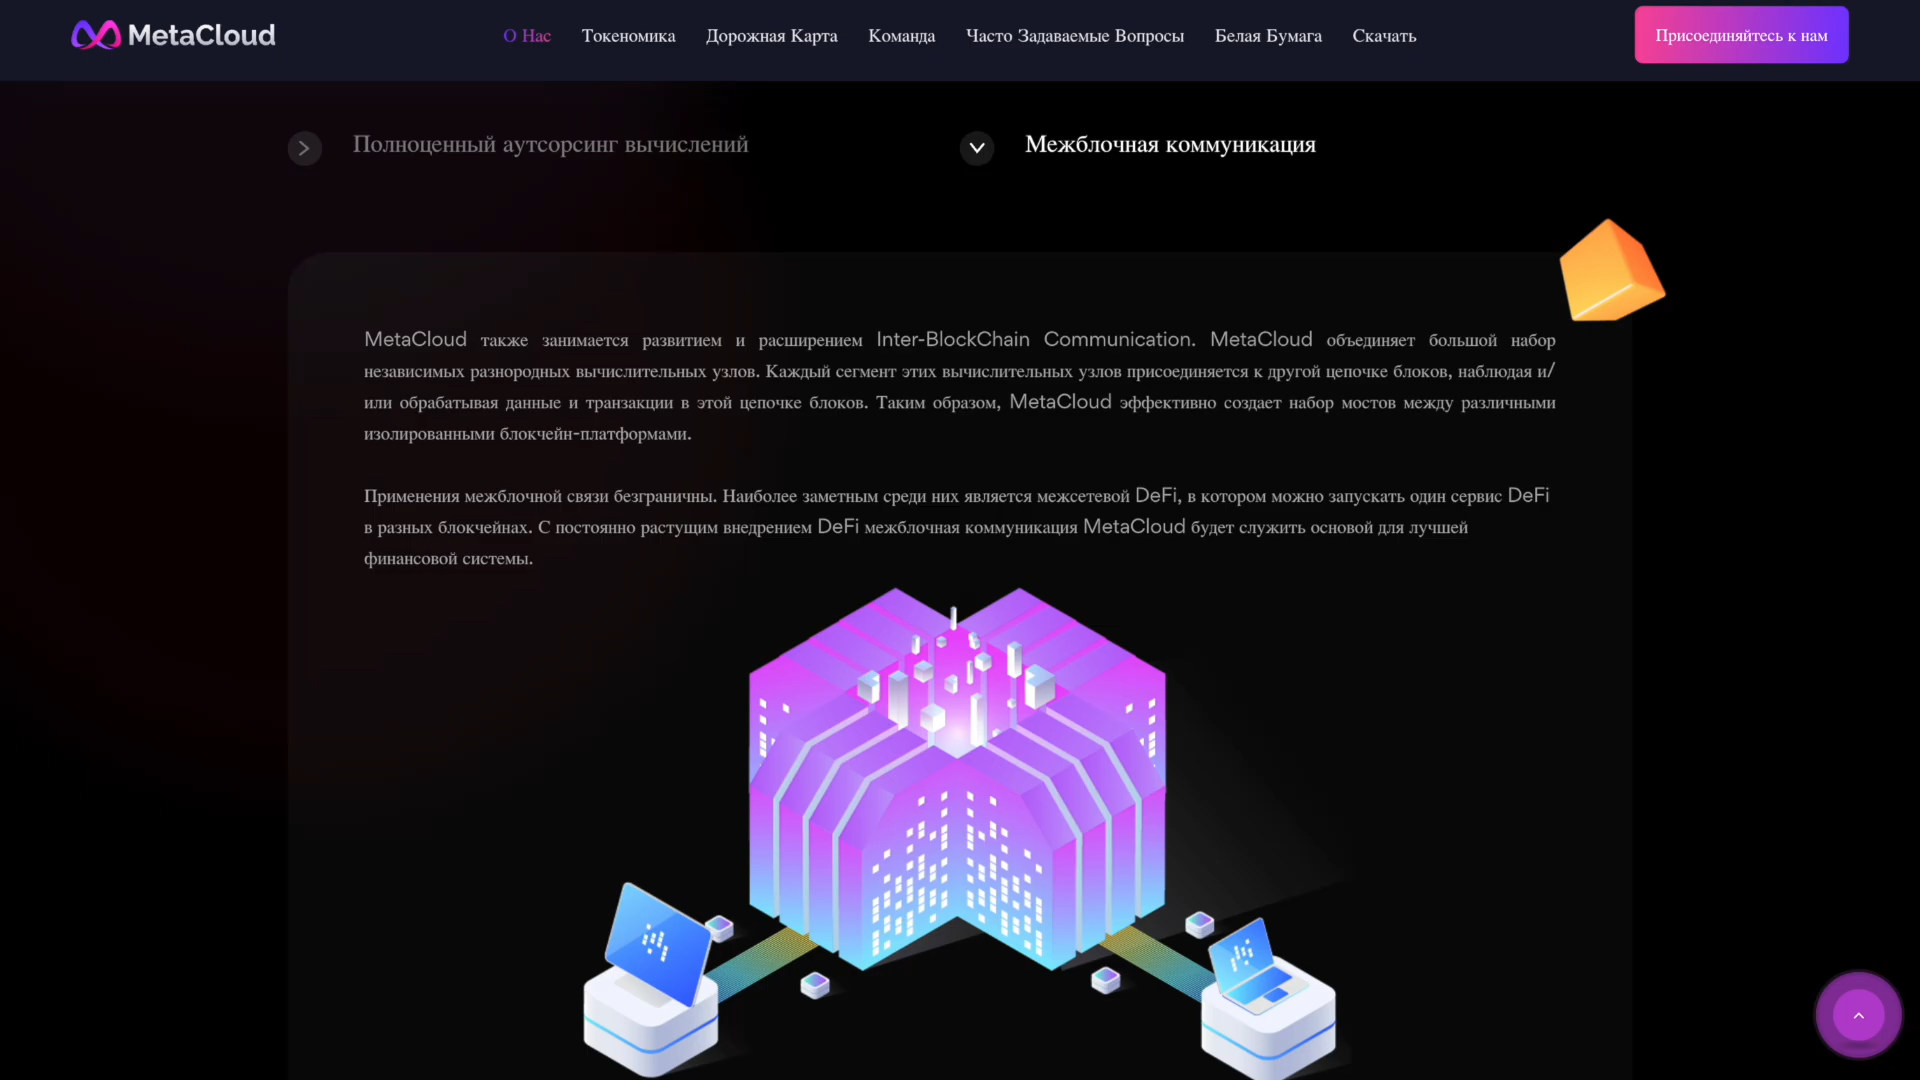 MetaCloud
О Нас
Токеномика
Дорожная Карта
Команда
Часто Задаваемые Вопросы
Белая Бумага
Скачать
Присоединяйтесь к нам
Полноценный аутсорсинг вычислений
Межблочная коммуникация
MetaCloud также занимается развитием и расширением Inter-BlockChain Communication. MetaCloud объединяет большой набор
независимых разнородных вычислительных узлов. Каждый сегмент этих вычислительных узлов присоединяется к другой цепочке блоков, наблюдая и/
или обрабатывая данные и транзакции в этой цепочке блоков. Таким образом, MetaCloud эффективно создает набор мостов между различными
изолированными блокчейн-платформами.
Применения межблочной связи безграничны. Наиболее заметным среди них является межсетевой DeFi, в котором можно запускать один сервис DeFi
в разных блокчейнах. С постоянно растущим внедрением DeFi межблочная коммуникация MetaCloud будет служить основой для лучшей
финансовой системы.